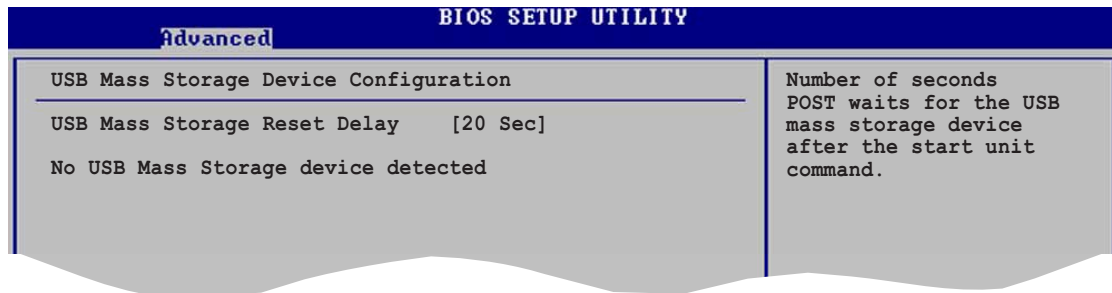 BIOS SETUP UTILITY
Advanced
USB Mass Storage Device Configuration
USB Mass Storage Reset Delay [20 Sec]
No USB Mass Storage device detected
Number of seconds
POST waits for the USB
mass storage device
after the start unit
command.